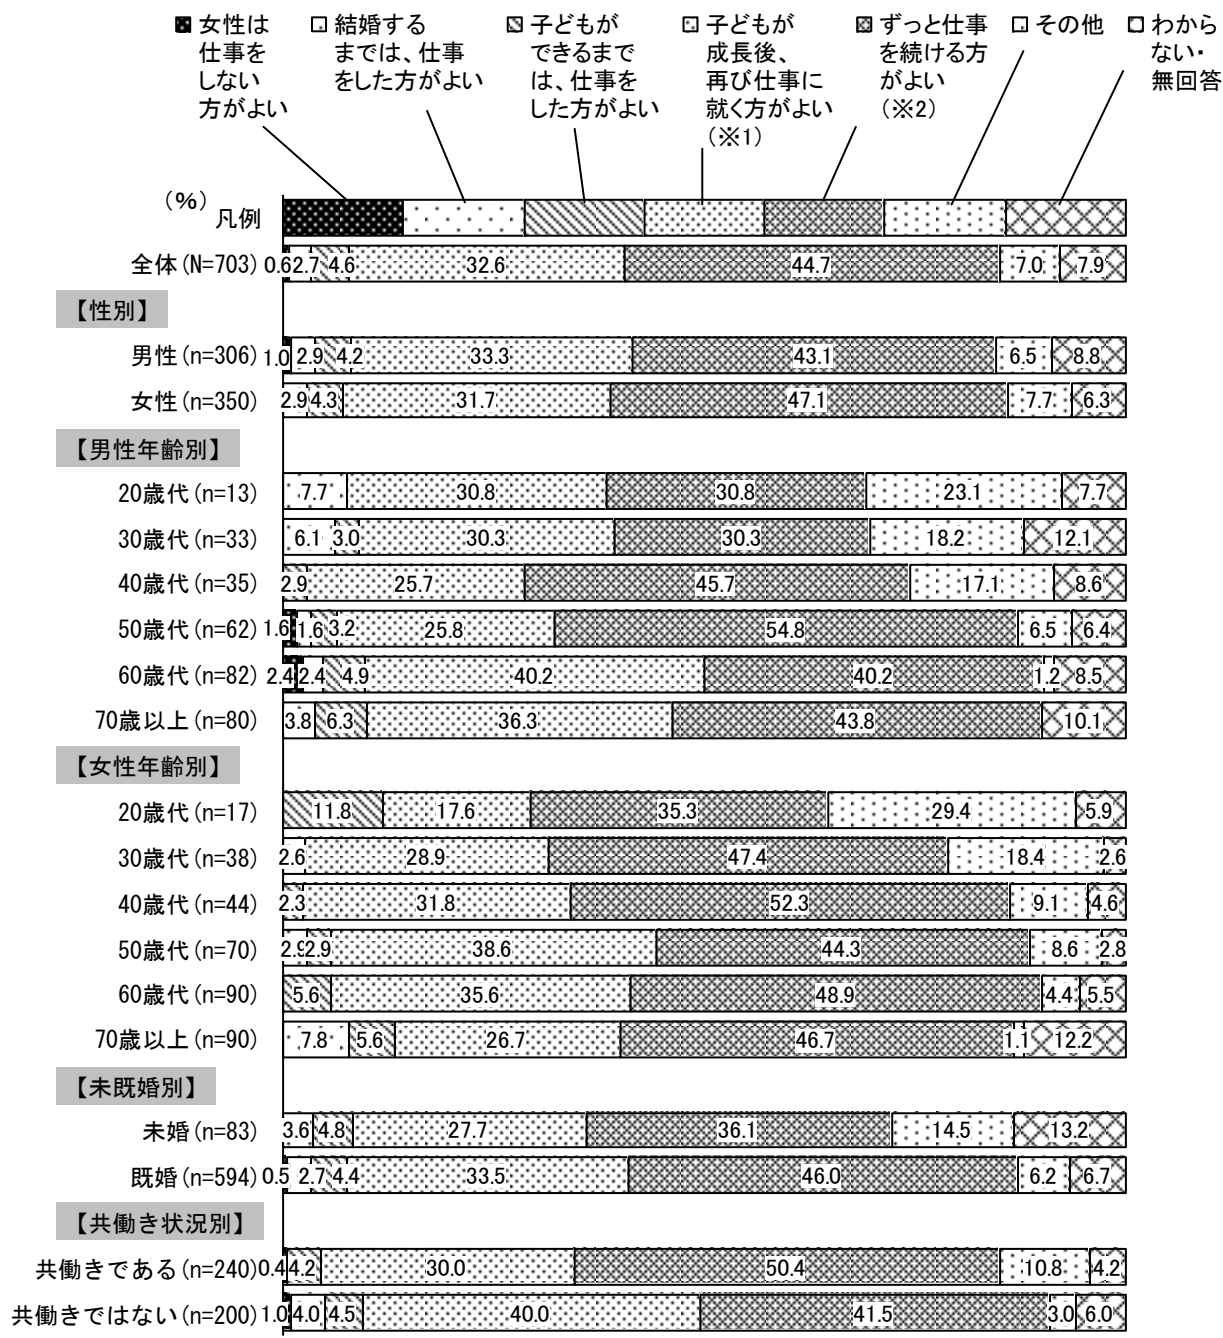 女性は
仕事を
しない
方がよい
結婚する
までは、仕事
をした方がよい
子どもが
できるまで
は、仕事を
した方がよい
子どもが
成長後、
再び仕事に
就く方がよい
(※1)
ずっと仕事
を続ける方
がよい
(※2)
その他
わから
ない・
無回答
(%)
凡例
全体(N=703) 0.6 2.7 4.6 32.6 44.7 7.0 7.9
【性別】
男性(n=306) 1.0 2.9 4.2 33.3 43.1 6.5 8.8
女性(n=350) 2.9 4.3 31.7 47.1 7.7 6.3
【男性年齢別】
20歳代(n=13) 7.7 30.8 30.8 23.1 7.7
30歳代(n=33) 6.1 3.0 30.3 30.3 18.2 12.1
40歳代(n=35) 2.9 25.7 45.7 17.1 8.6
50歳代(n=62) 1.6 1.6 3.2 25.8 54.8 6.5 6.4
60歳代(n=82) 2.4 2.4 4.9 40.2 40.2 1.2 8.5
70歳以上(n=80) 3.8 6.3 36.3 43.8 10.1
【女性年齢別】
20歳代(n=17) 11.8 17.6 35.3 29.4 5.9
30歳代(n=38) 2.6 28.9 47.4 18.4 2.6
40歳代(n=44) 2.3 31.8 52.3 9.1 4.6
50歳代(n=70) 2.9 2.9 38.6 44.3 8.6 2.8
60歳代(n=90) 5.6 35.6 48.9 4.4 5.5
70歳以上(n=90) 7.8 5.6 26.7 46.7 1.1 12.2
【未既婚別】
未婚(n=83) 3.6 4.8 27.7 36.1 14.5 13.2
既婚(n=594) 0.5 2.7 4.4 33.5 46.0 6.2 6.7
【共働き状況別】
共働きである(n=240) 0.4 4.2 30.0 50.4 10.8 4.2
共働きではない(n=200) 1.0 4.0 4.5 40.0 41.5 3.0 6.0